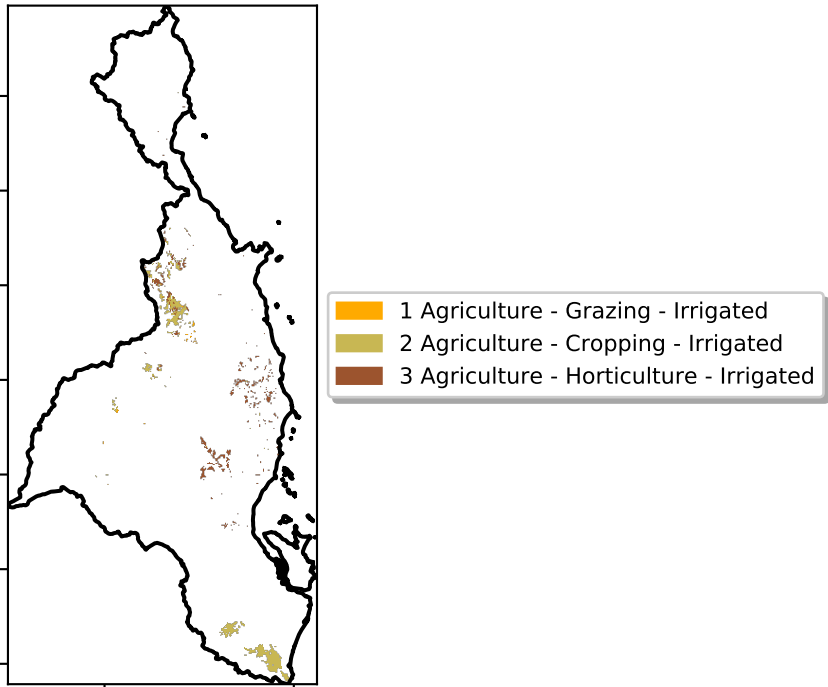 1 Agriculture - Grazing - Irrigated
2 Agriculture - Cropping - Irrigated
3 Agriculture - Horticulture - Irrigated